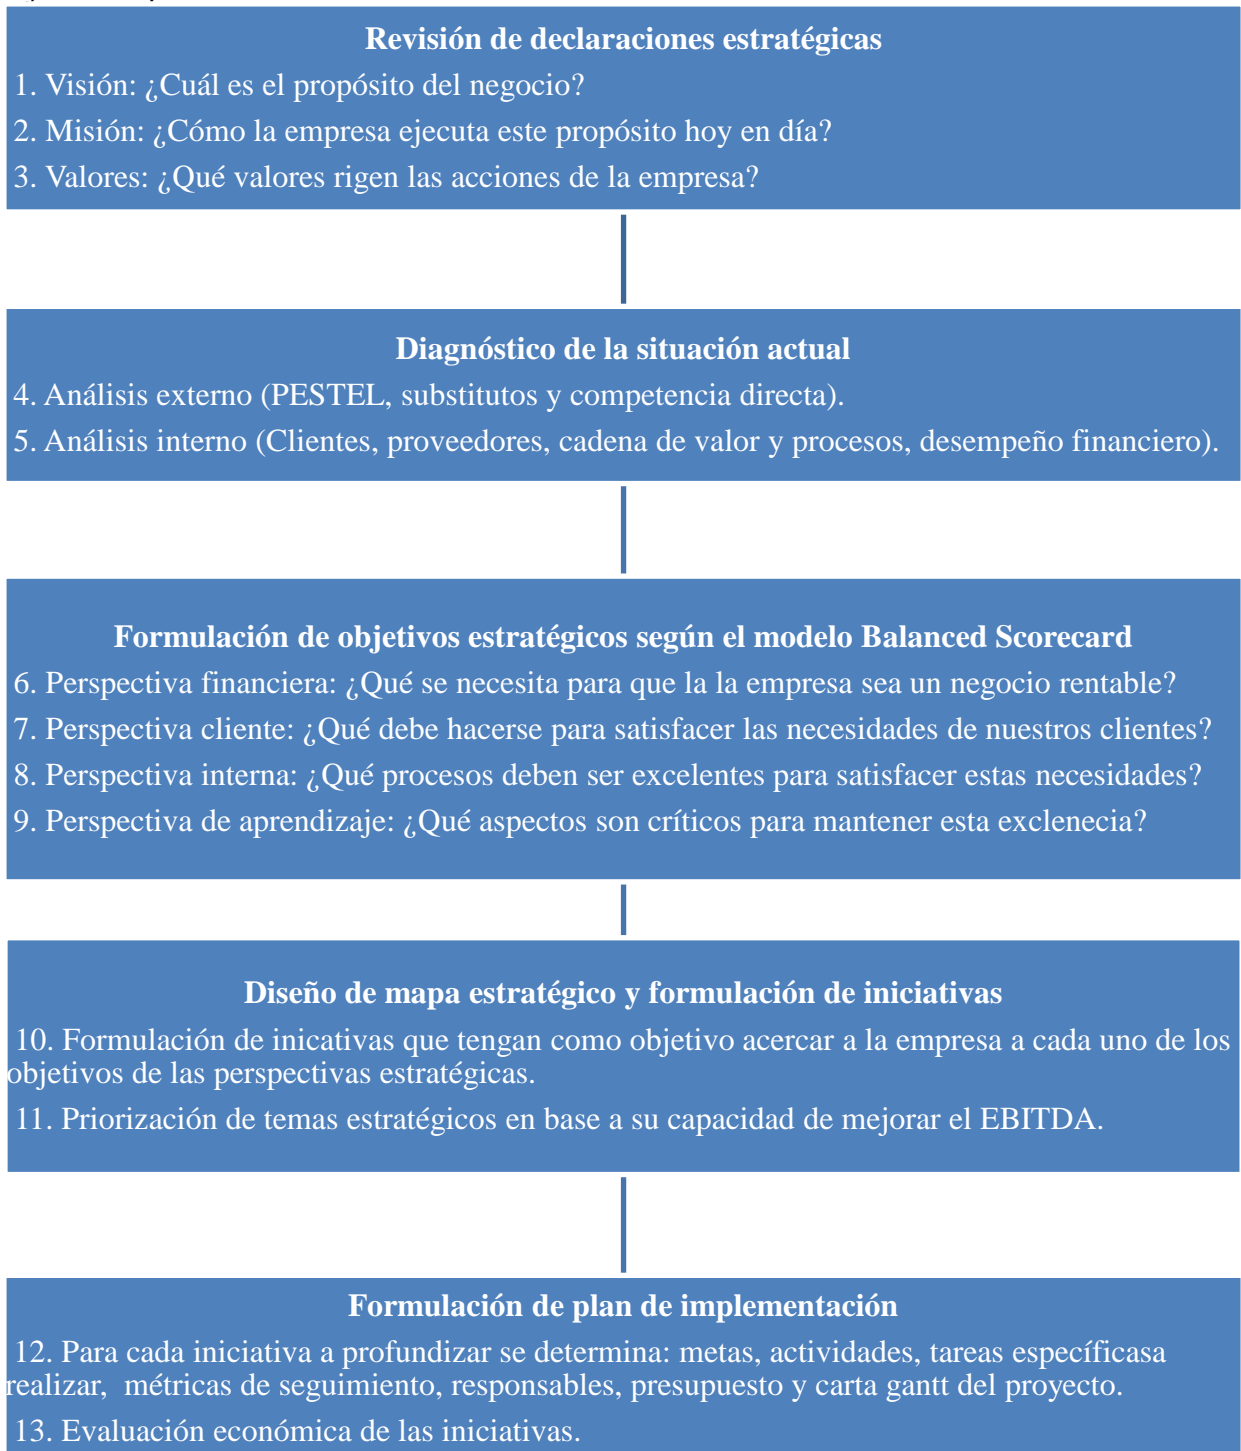 Revisión de declaraciones estratégicas
1. Visión: ¿Cuál es el propósito del negocio?
2. Misión: ¿Cómo la empresa ejecuta este propósito hoy en día?
3. Valores: ¿Qué valores rigen las acciones de la empresa?
Diagnóstico de la situación actual
4. Análisis externo (PESTEL, substitutos y competencia directa).
5. Análisis interno (Clientes, proveedores, cadena de valor y procesos, desempeño financiero).
Formulación de objetivos estratégicos según el modelo Balanced Scorecard
6. Perspectiva financiera: ¿Qué se necesita para que la la empresa sea un negocio rentable?
7. Perspectiva cliente: ¿Qué debe hacerse para satisfacer las necesidades de nuestros clientes?
8. Perspectiva interna: ¿Qué procesos deben ser excelentes para satisfacer estas necesidades?
9. Perspectiva de aprendizaje: ¿Qué aspectos son críticos para mantener esta exclenecia?
Diseño de mapa estratégico y formulación de iniciativas
10. Formulación de inicativas que tengan como objetivo acercar a la empresa a cada uno de los
objetivos de las perspectivas estratégicas.
11. Priorización de temas estratégicos en base a su capacidad de mejorar el EBITDA.
Formulación de plan de implementación
12. Para cada iniciativa a profundizar se determina: metas, actividades, tareas específicasa
realizar,  métricas de seguimiento, responsables, presupuesto y carta gantt del proyecto.
13. Evaluación económica de las iniciativas.